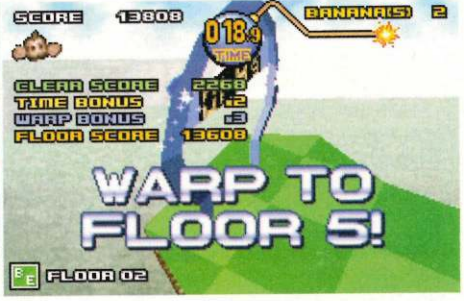 SCORE 13808
018.9
TIME
BANANA(S) 2
CLEAR SCORE 2268
TIME BONUS x2
WARP BONUS x3
FLOOR SCORE 13608
WARP TO
FLOOR 5!
BE FLOOR 02